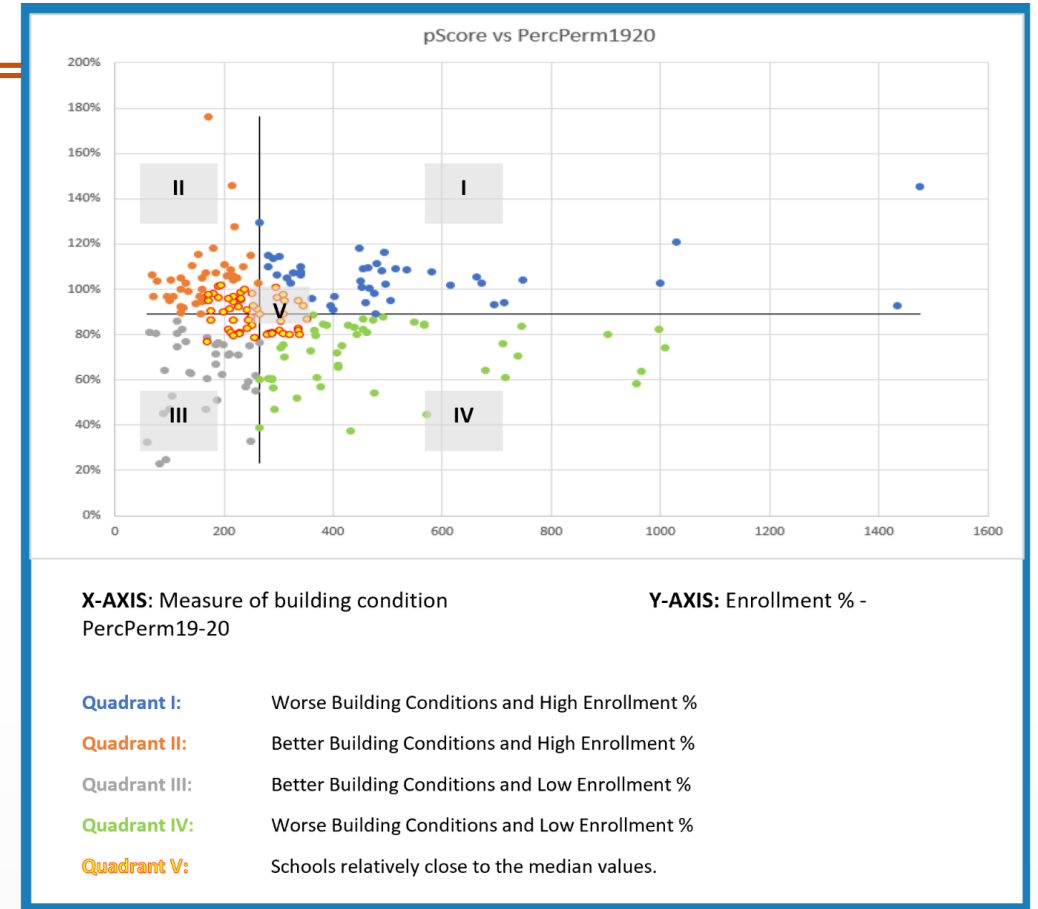 pScore vs PercPerm1920
200%
180%
160%
140%
120%
100%
80%
60%
40%
20%
0%
II
I
V
III
IV
0 200 400 600 800 1000 1200 1400 1600
X-AXIS: Measure of building condition Y-AXIS: Enrollment % -
PercPerm19-20
Quadrant I: Worse Building Conditions and High Enrollment %
Quadrant II: Better Building Conditions and High Enrollment %
Quadrant III: Better Building Conditions and Low Enrollment %
Quadrant IV: Worse Building Conditions and Low Enrollment %
Quadrant V: Schools relatively close to the median values.